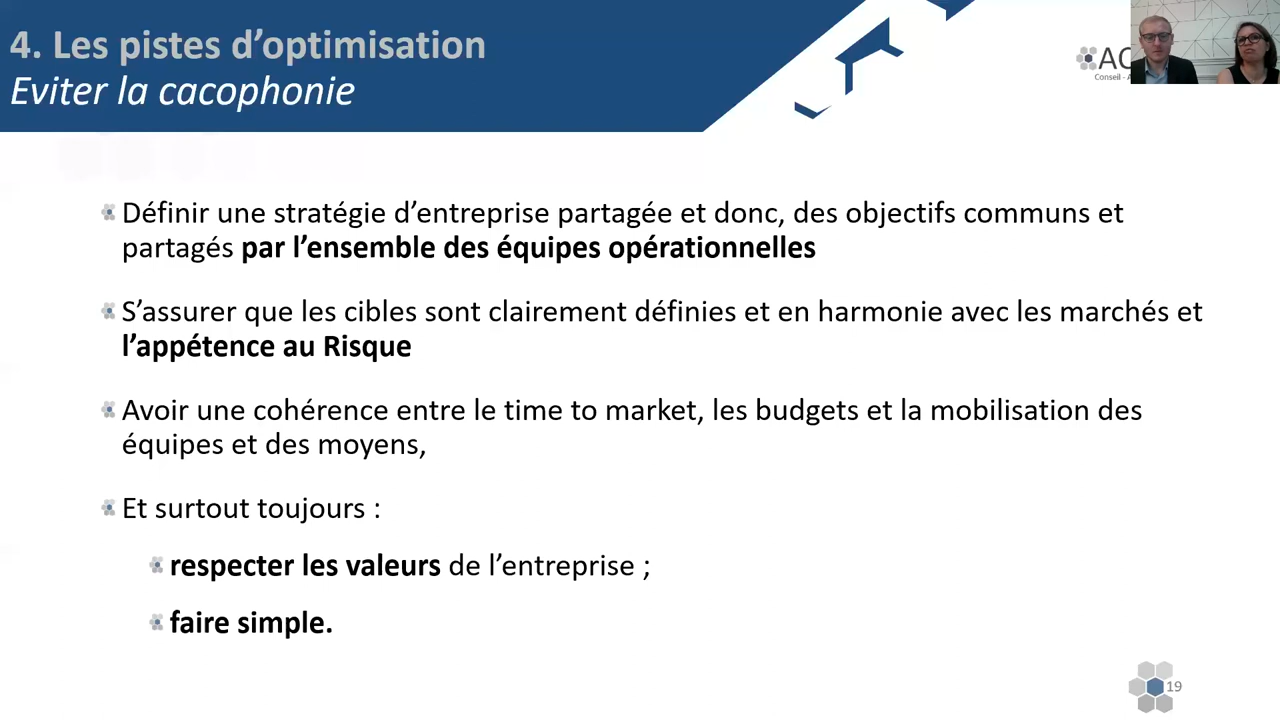 4. Les pistes d’optimisation
Eviter la cacophonie
Définir une stratégie d’entreprise partagée et donc, des objectifs communs et
partagés par l’ensemble des équipes opérationnelles
S’assurer que les cibles sont clairement définies et en harmonie avec les marchés et
l’appétence au Risque
Avoir une cohérence entre le time to market, les budgets et la mobilisation des
équipes et des moyens,
Et surtout toujours :
respecter les valeurs de l’entreprise ;
faire simple.
Conseil
19